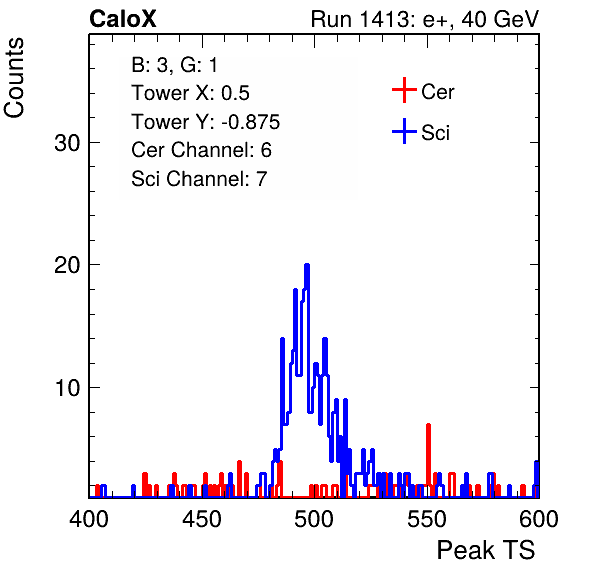 CaloX Run 1413: e+, 40 GeV
Counts
B: 3, G: 1
Tower X: 0.5
Tower Y: -0.875
Cer Channel: 6
Sci Channel: 7
Cer
Sci
30
20
10
400 450 500 550 600
Peak TS